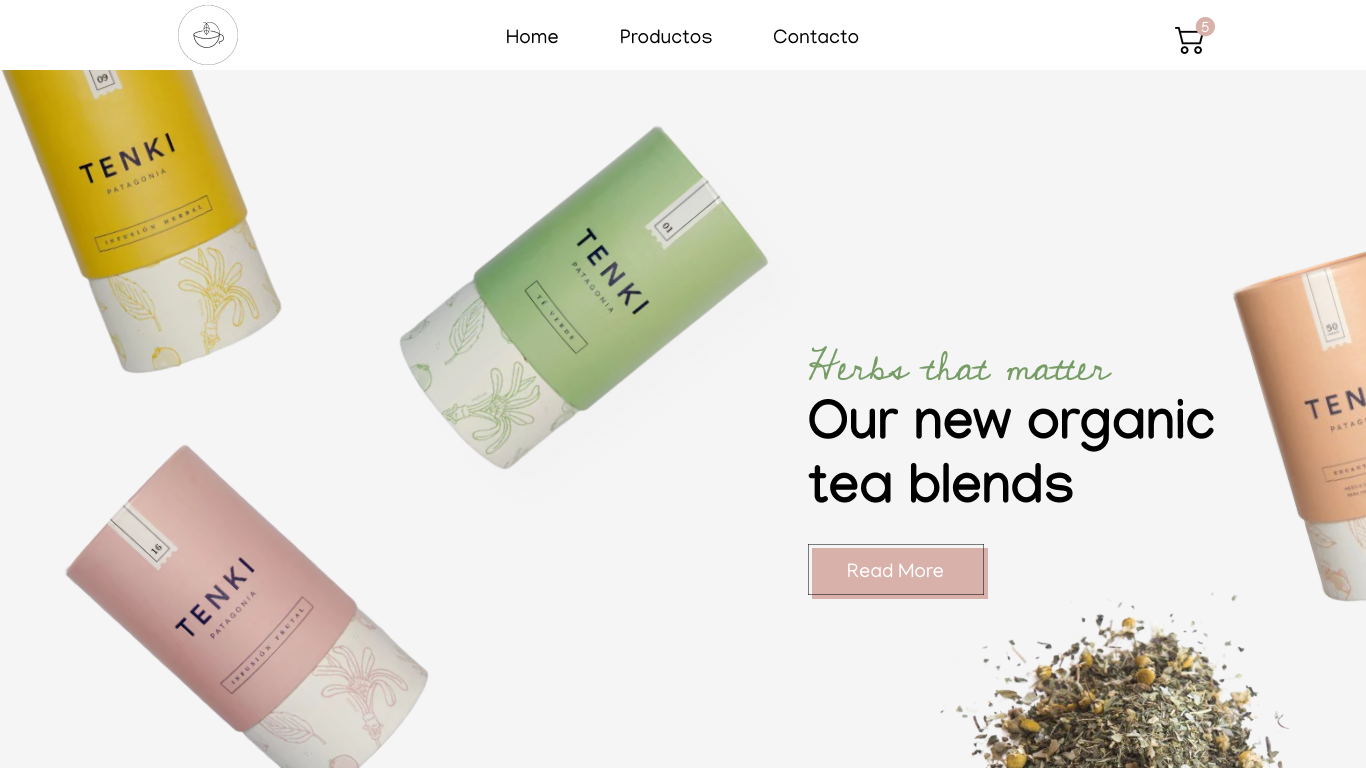 Home
Productos
Contacto
5
09
TENKI
PATAGONIA
INFUSIÓN HERBAL
01
TENKI
PATAGONIA
TÉ VERDE
Herbs that matter
Our new organic
tea blends
Read More
50
TEN
PATAG
16
TENKI
PATAGONIA
INFUSIÓN FRUTAL